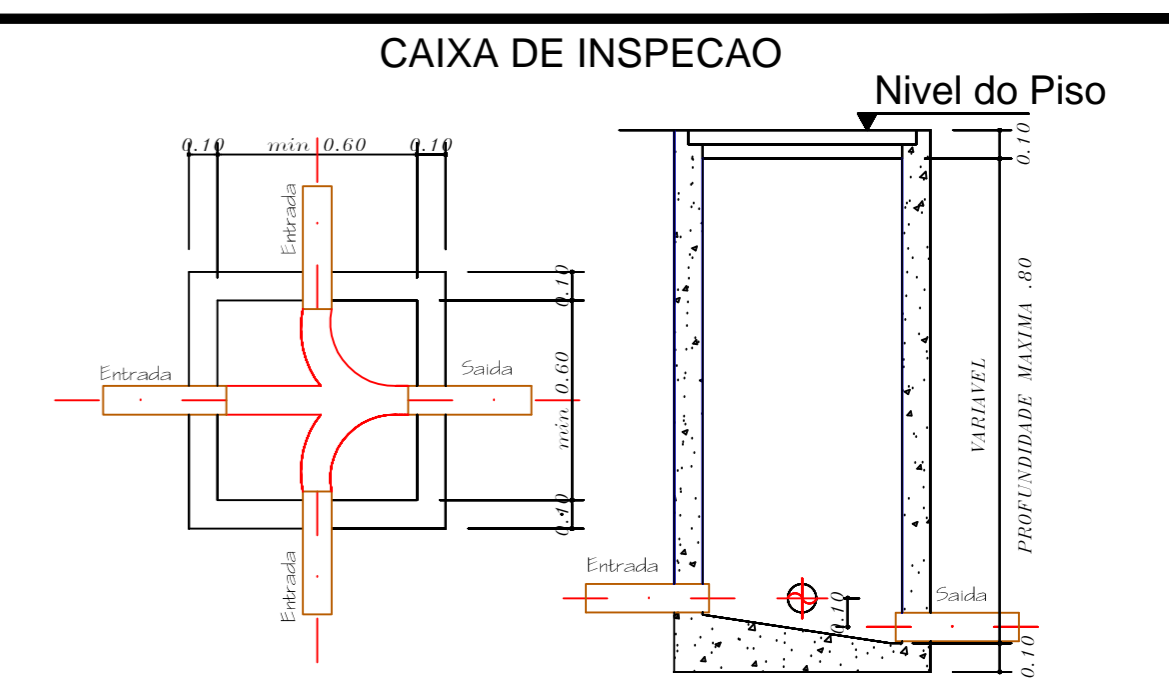 CAIXA DE INSPECAO
Nivel do Piso
0.10
min 0.60
0.10
Entrada
Entrada
Saida
Entrada
0.10
min 0.60
0.10
0.10
VARIAVEL
PROFUNDIDADE MAXIMA .80
Entrada
0.10
Saida
0.10